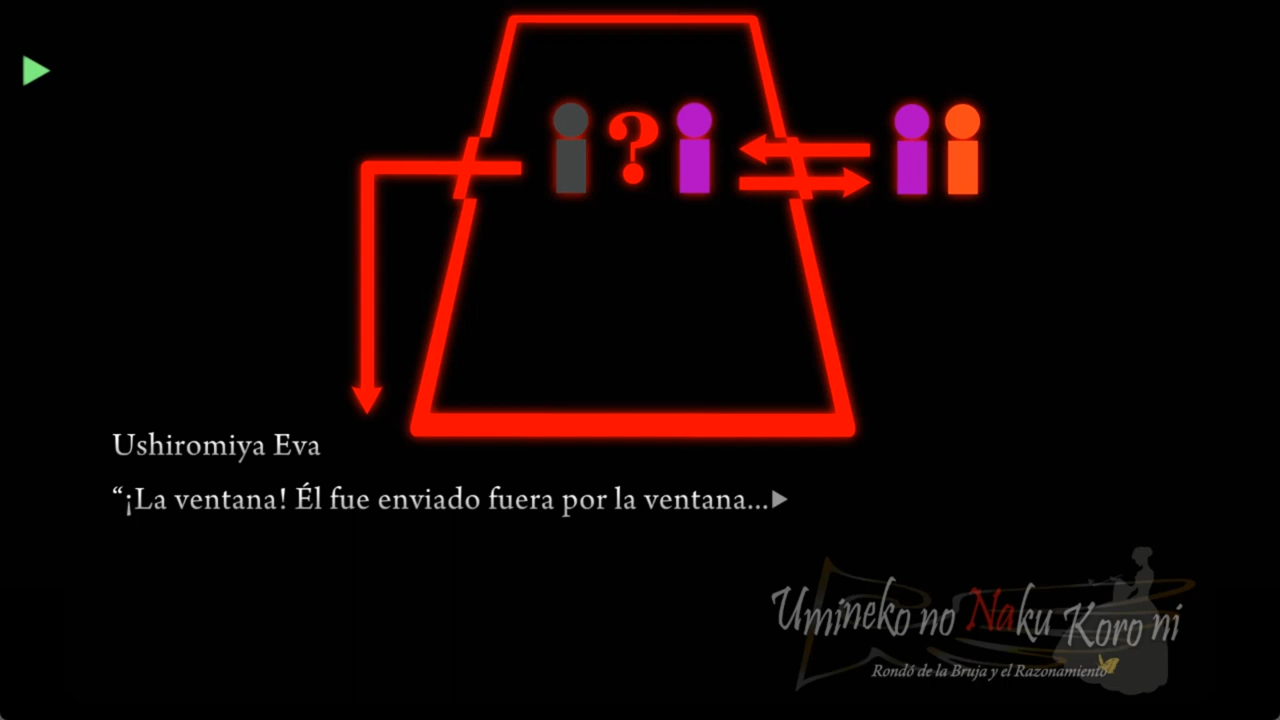 ?
Ushiromiya Eva
“¡La ventana! Él fue enviado fuera por la ventana...
Umineko no Naku Koro ni
Rondó de la Bruja y el Razonamiento